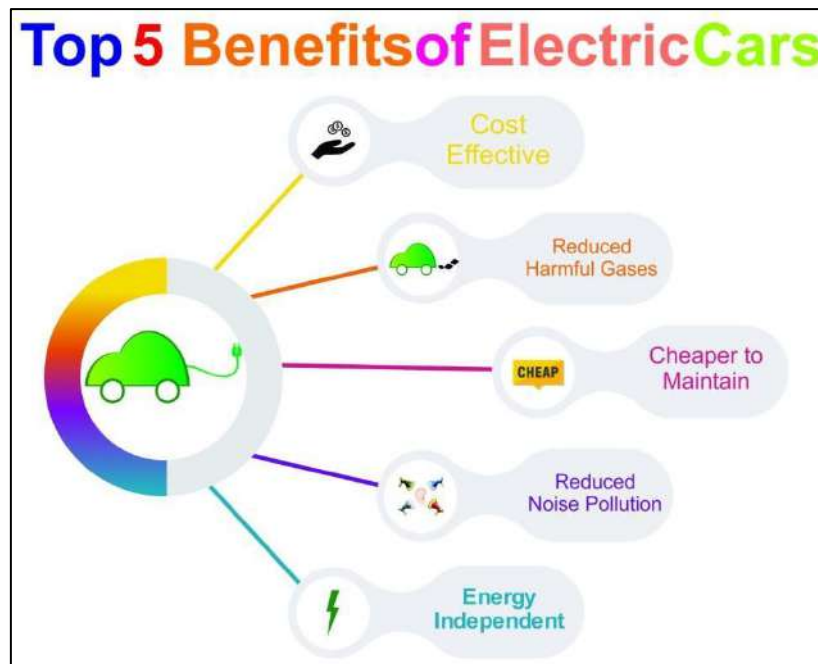 Top 5 Benefits of Electric Cars
Cost
Effective
Reduced
Harmful Gases
CHEAP
Cheaper to
Maintain
Reduced
Noise Pollution
Energy
Independent